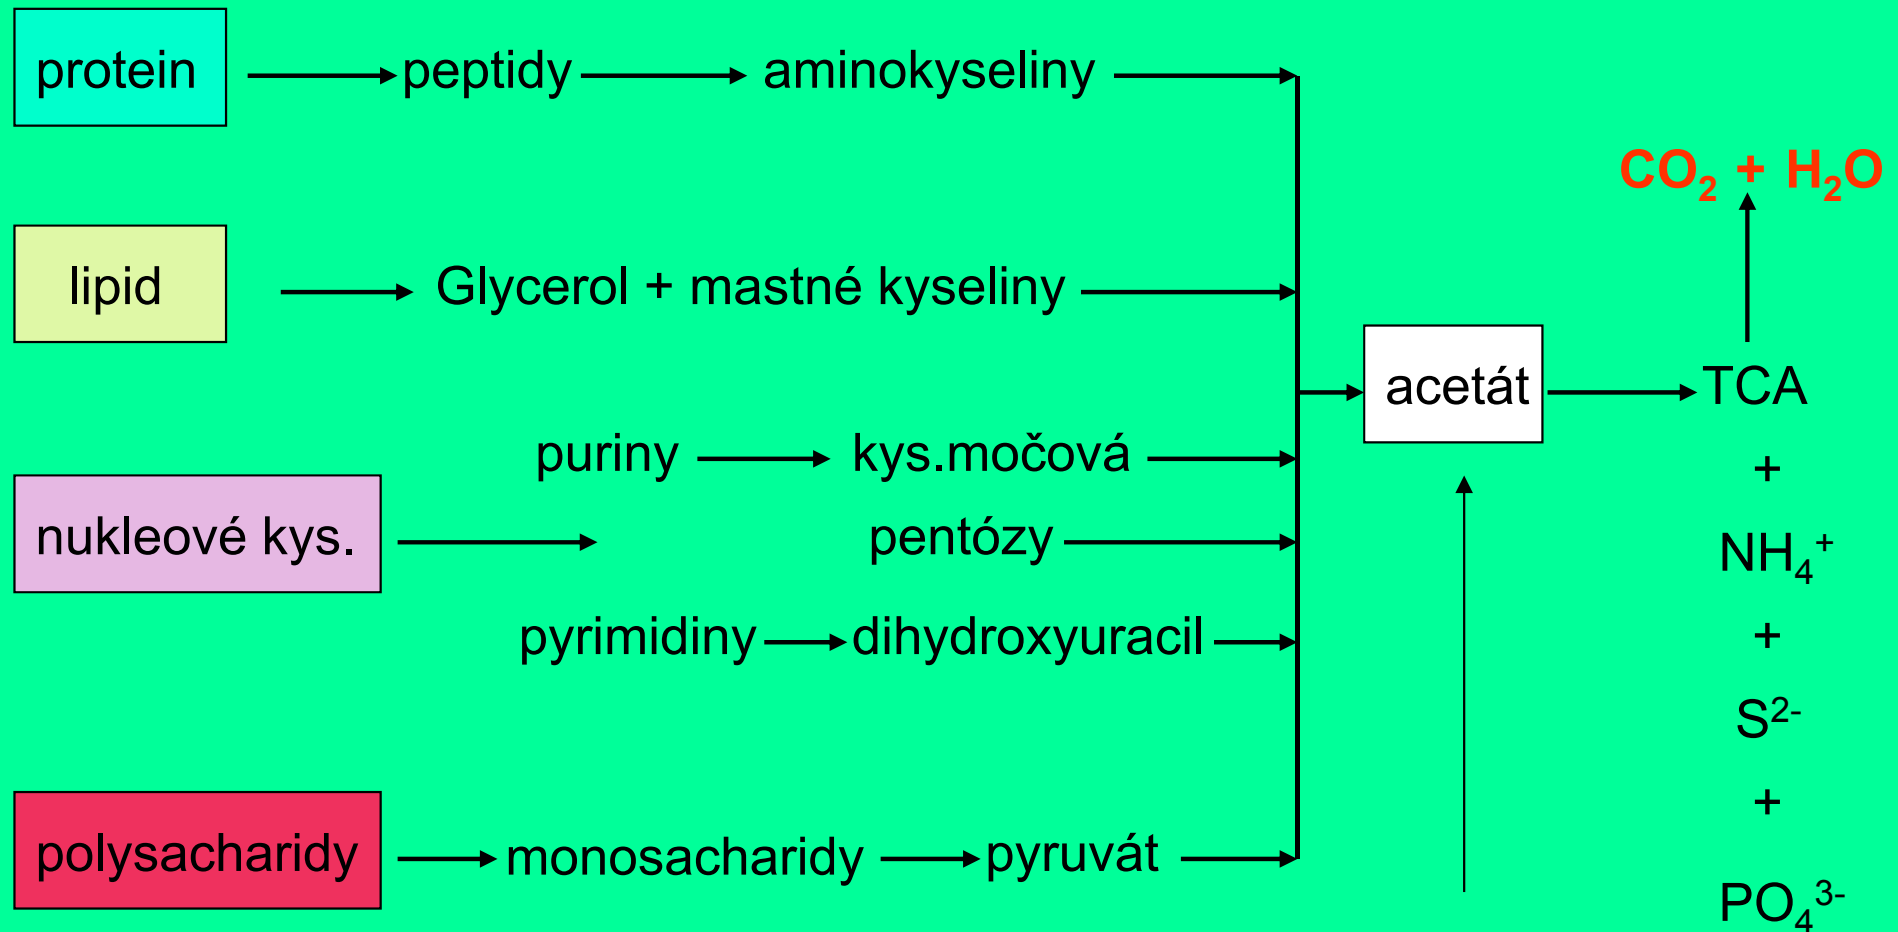 protein peptidy aminokyseliny
CO₂ + H₂O
lipid Glycerol + mastné kyseliny
acetát TCA
puriny kys.močová +
nukleové kys. pentózy NH₄⁺
pyrimidiny dihydroxyuracil +
S²⁻
+
polysacharidy monosacharidy pyruvát
PO₄³⁻